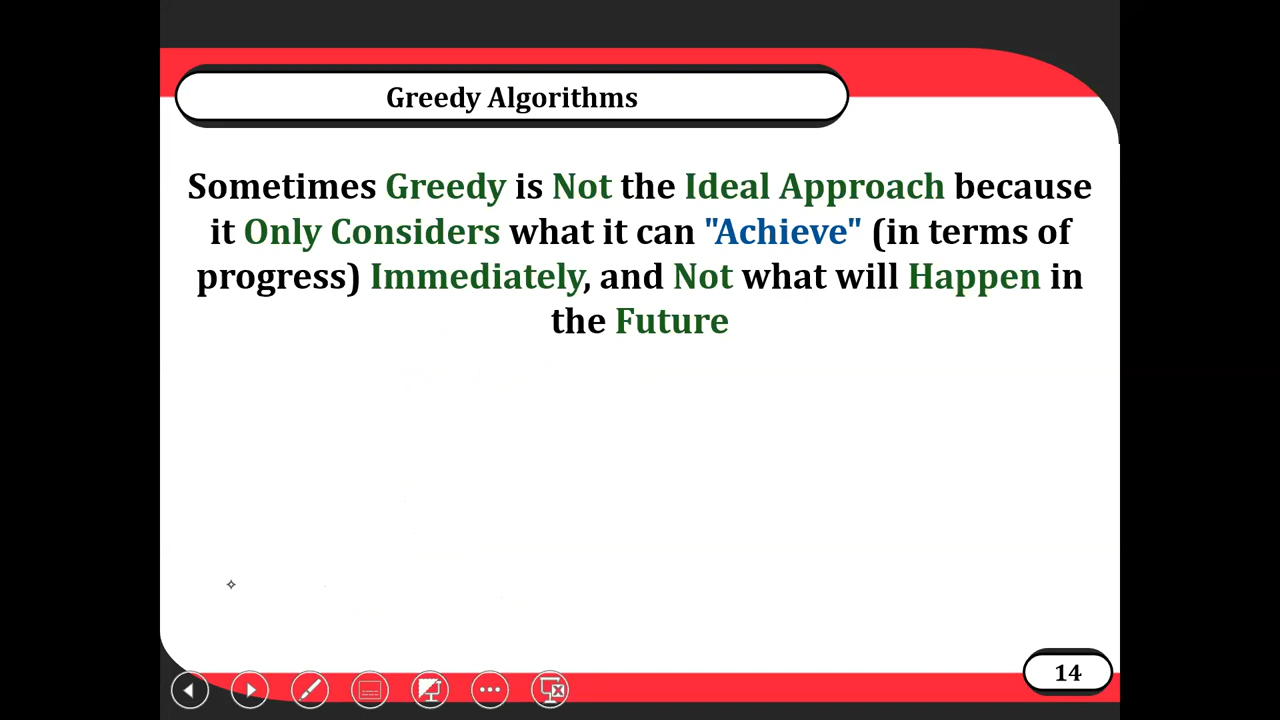 Greedy Algorithms
Sometimes Greedy is Not the Ideal Approach because
it Only Considers what it can "Achieve" (in terms of
progress) Immediately, and Not what will Happen in
the Future
14